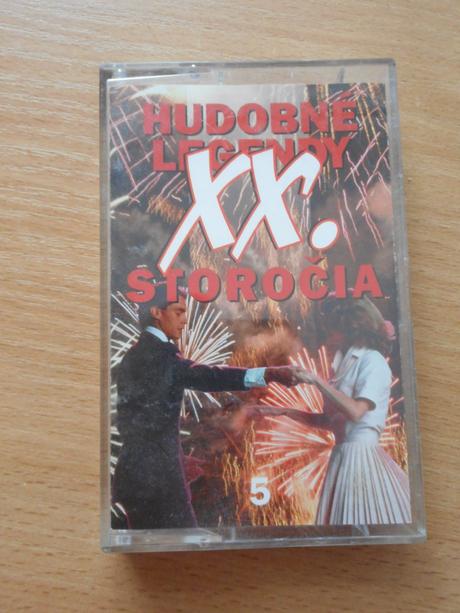 HUDOBNÉ
LEGENDY
XX.
STOROČIA
5